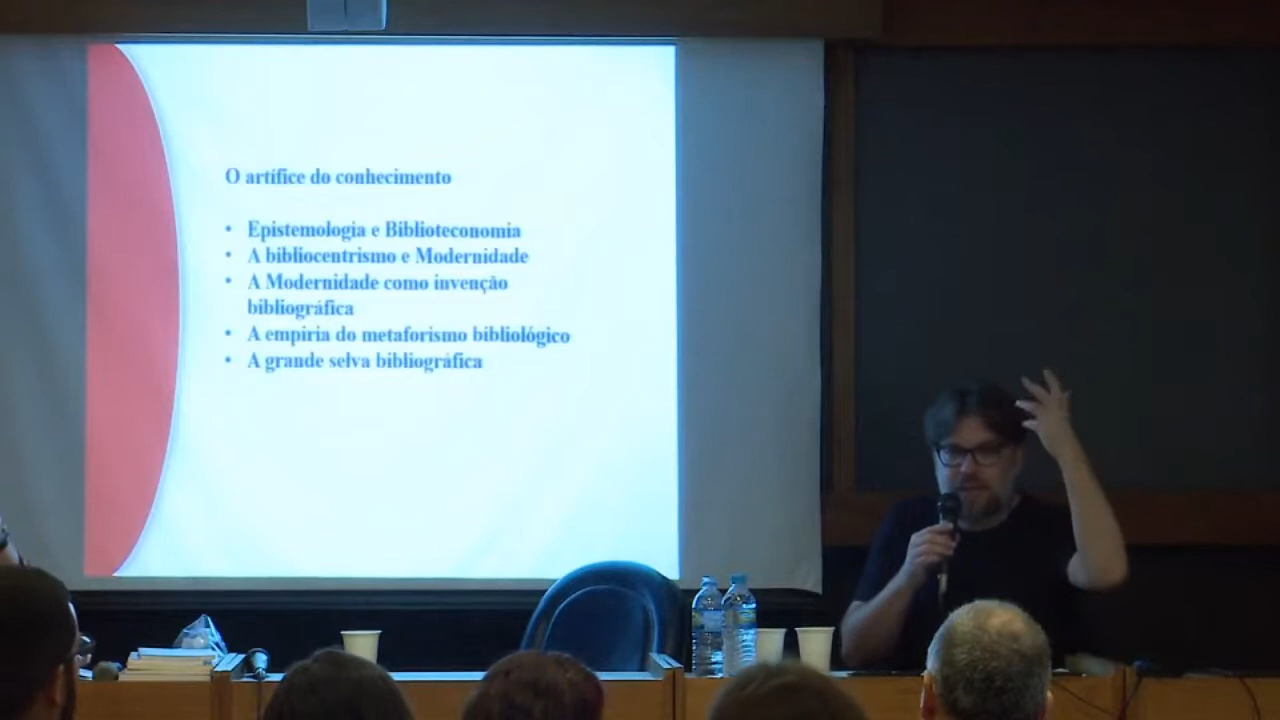 O artífice do conhecimento
• Epistemologia e Biblioteconomia
• A bibliocentrismo e Modernidade
• A Modernidade como invenção
bibliográfica
• A empiria do metaforismo bibliológico
• A grande selva bibliográfica